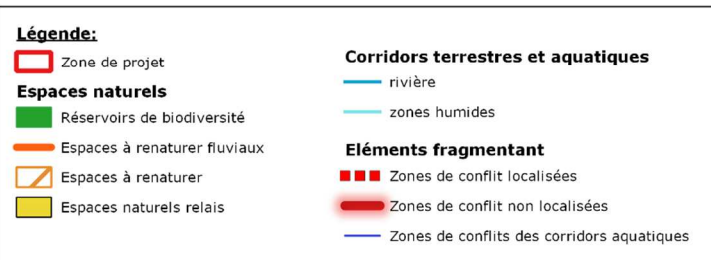 Légende:
Zone de projet
Espaces naturels
Réservoirs de biodiversité
Espaces à renaturer fluviaux
Espaces à renaturer
Espaces naturels relais
Corridors terrestres et aquatiques
rivière
zones humides
Eléments fragmentant
Zones de conflit localisées
Zones de conflit non localisées
Zones de conflits des corridors aquatiques